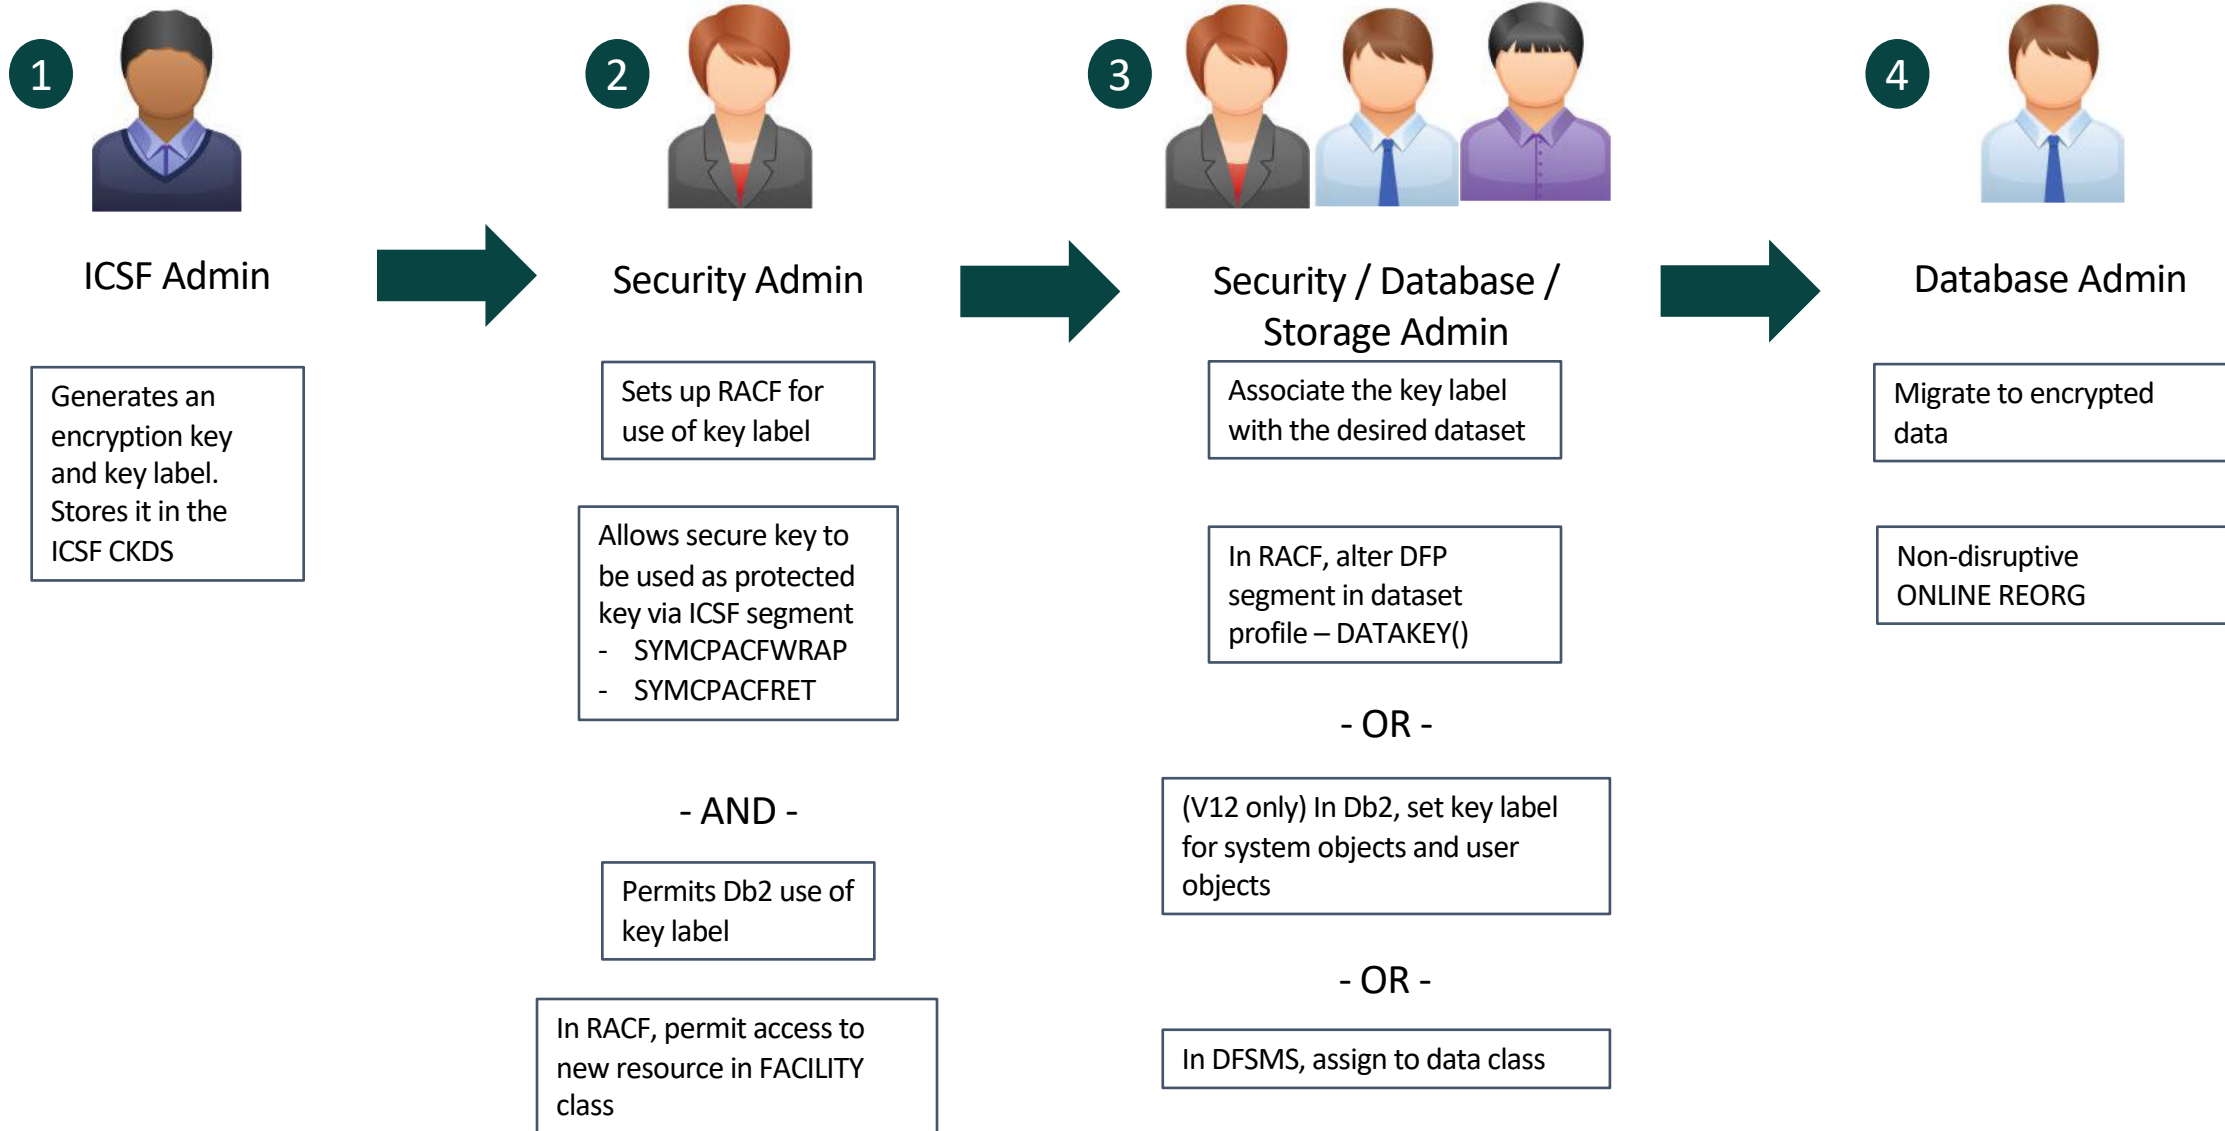 1
ICSF Admin
Generates an
encryption key
and key label.
Stores it in the
ICSF CKDS
2
Security Admin
Sets up RACF for
use of key label
Allows secure key to
be used as protected
key via ICSF segment
- SYMCPACFWRAP
- SYMCPACFRET
- AND -
Permits Db2 use of
key label
In RACF, permit access to
new resource in FACILITY
class
3
Security / Database /
Storage Admin
Associate the key label
with the desired dataset
In RACF, alter DFP
segment in dataset
profile – DATAKEY()
- OR -
(V12 only) In Db2, set key label
for system objects and user
objects
- OR -
In DFSMS, assign to data class
4
Database Admin
Migrate to encrypted
data
Non-disruptive
ONLINE REORG